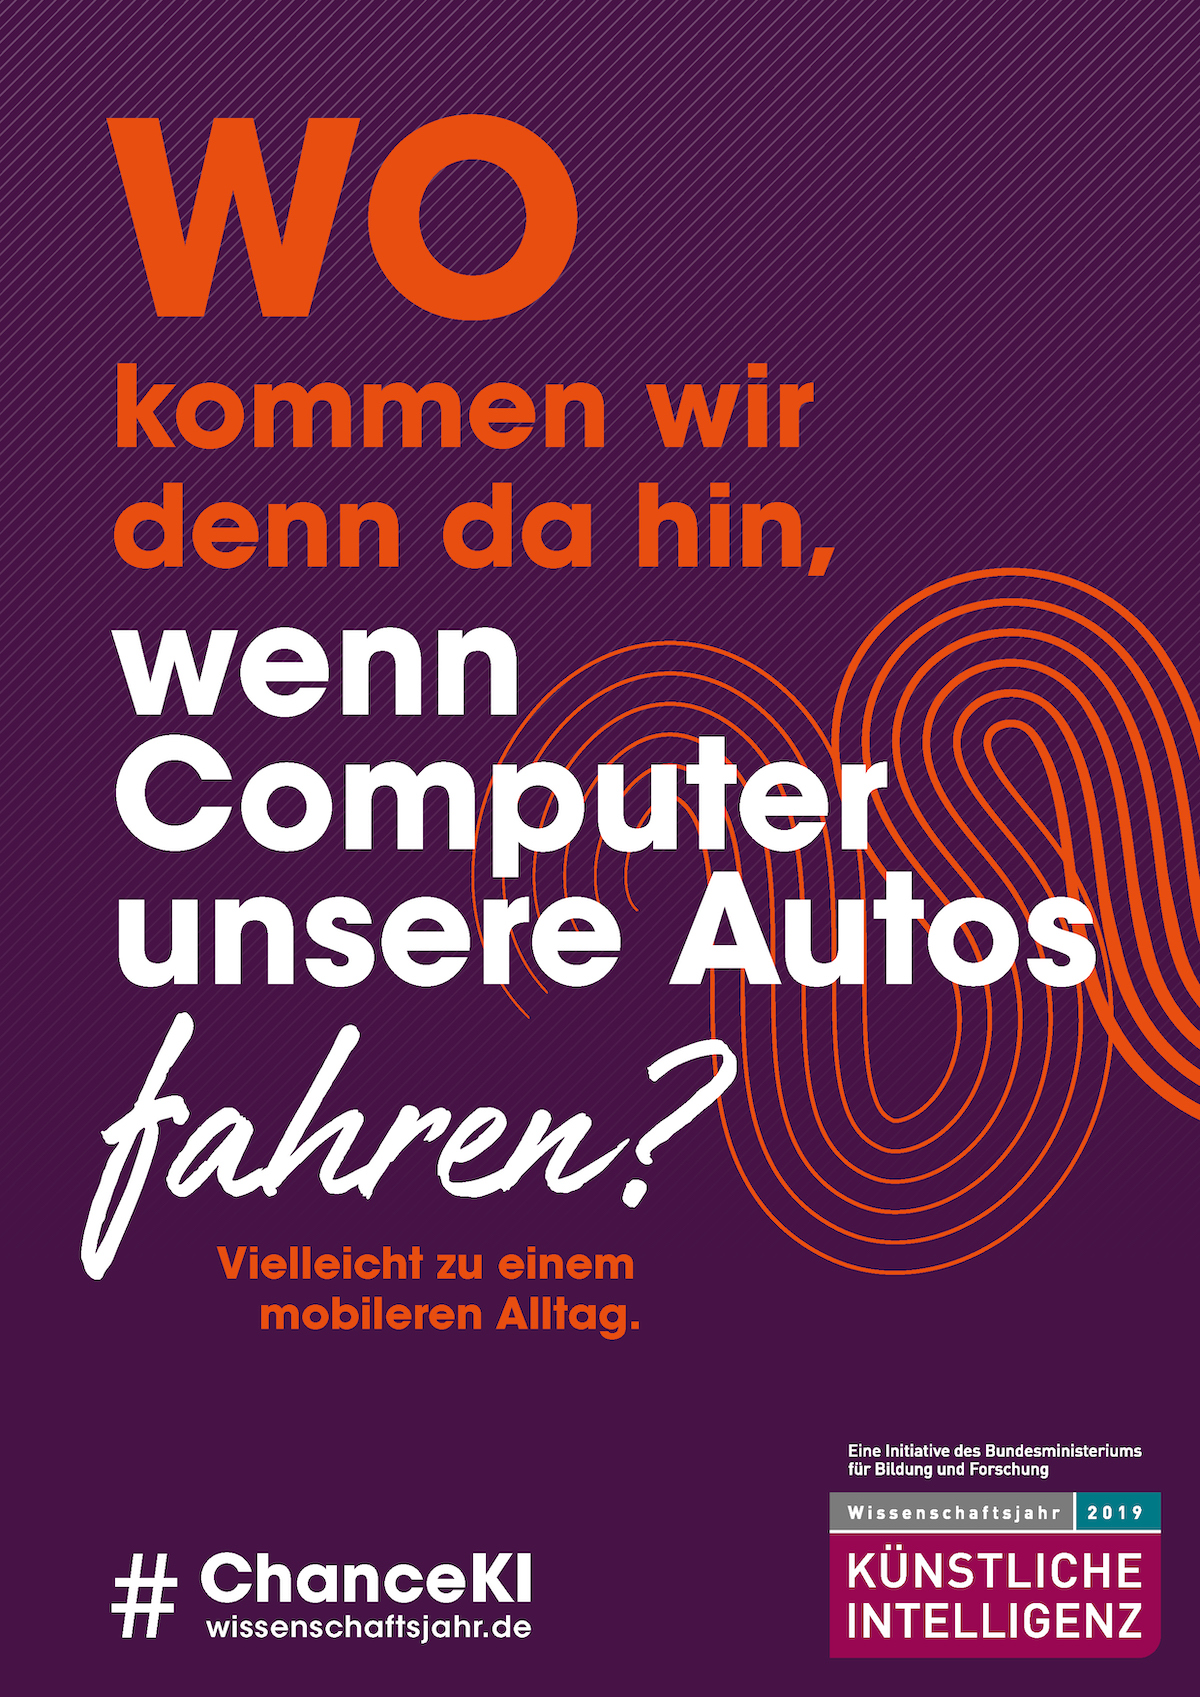 WO
kommen wir
denn da hin,
wenn
Computer
unsere Autos
fahren?
Vielleicht zu einem
mobileren Alltag.
Eine Initiative des Bundesministeriums
für Bildung und Forschung
Wissenschaftsjahr 2019
KÜNSTLICHE
INTELLIGENZ
#ChanceKI
wissenschaftsjahr.de